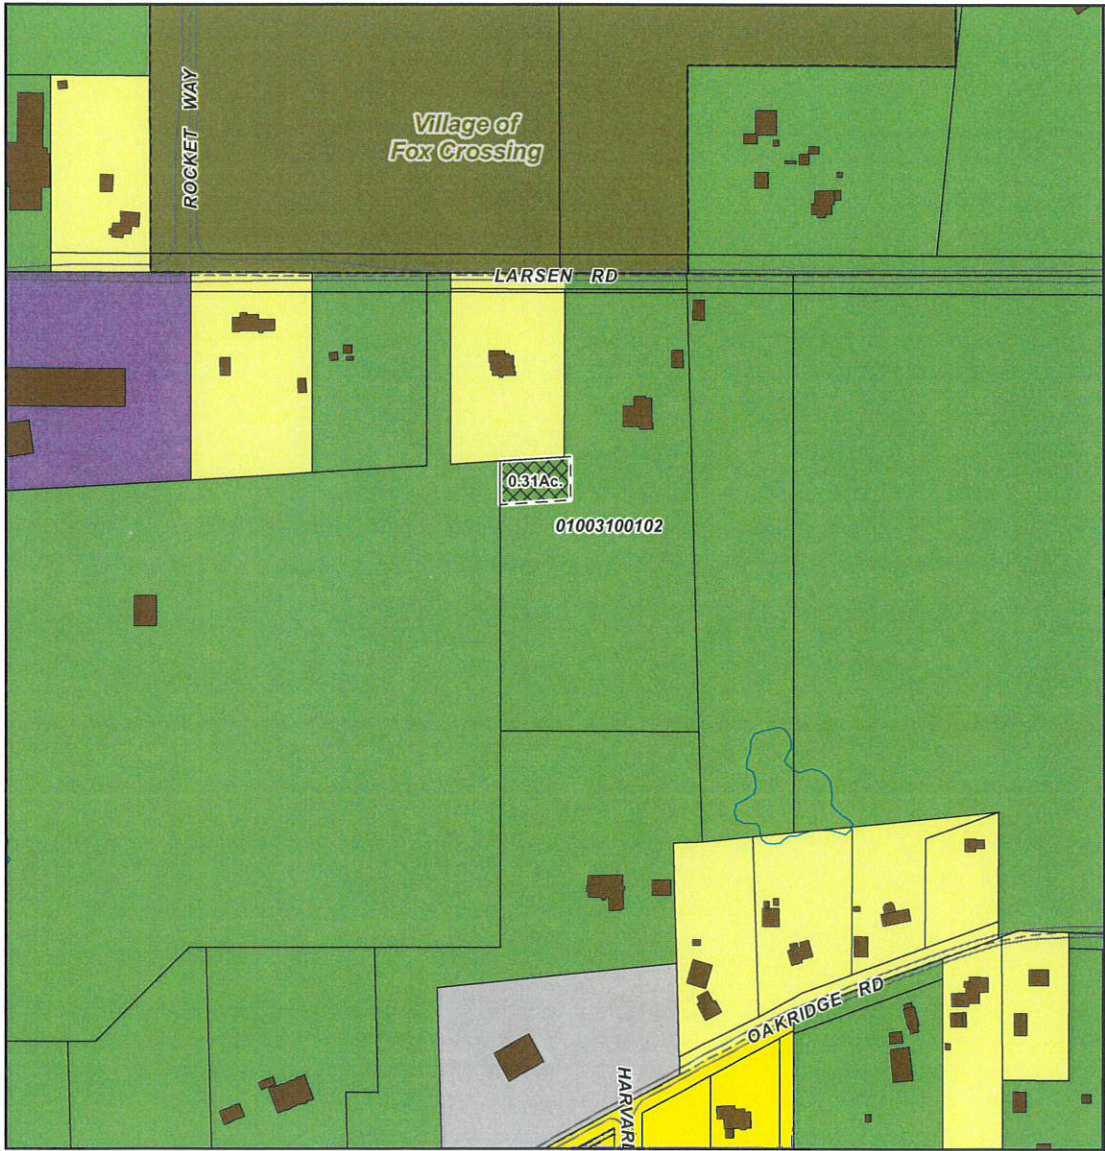 ROCKET WAY
Village of
Fox Crossing
LARSEN RD
0.31Ac.
01003100102
OAKRIDGE RD
HARVARD